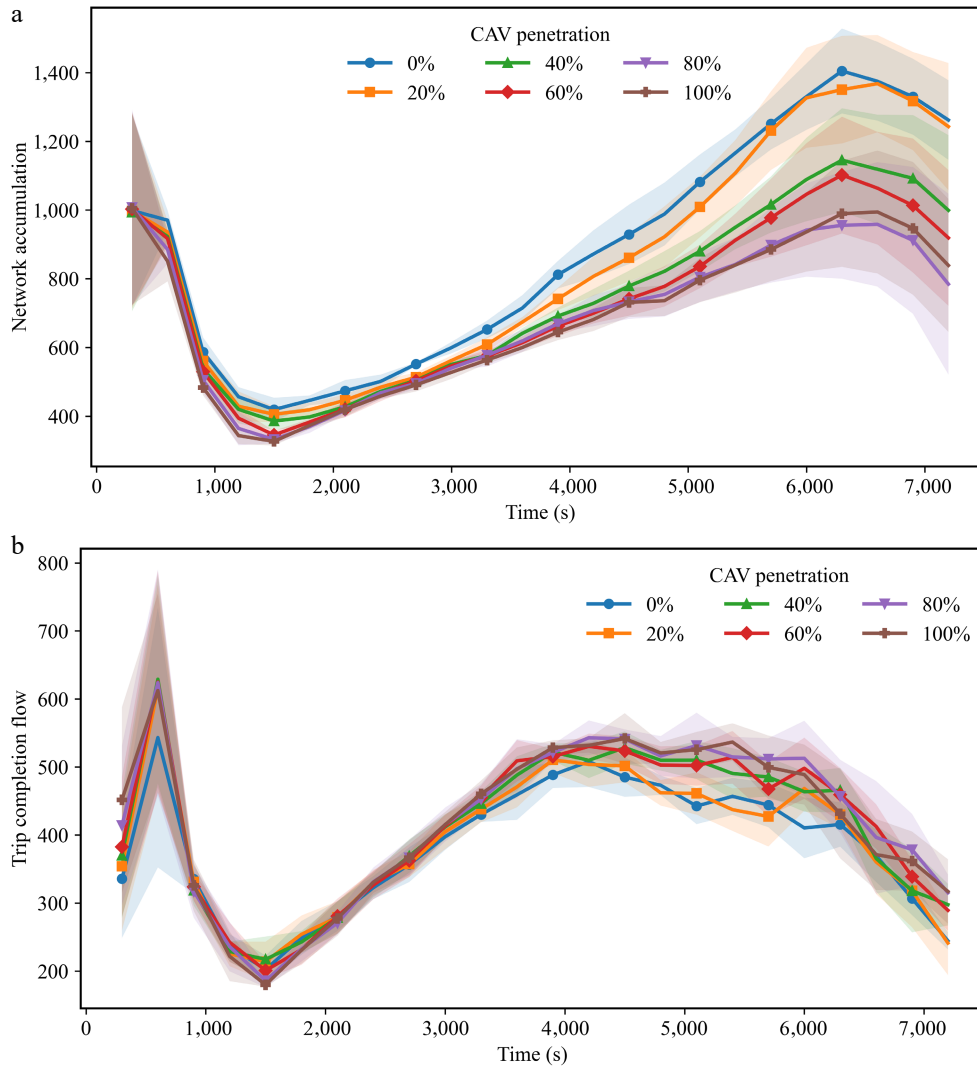 a
CAV penetration
0% 40% 80%
20% 60% 100%
1,400
1,200
1,000
800
600
400
Network accumulation
0 1,000 2,000 3,000 4,000 5,000 6,000 7,000
Time (s)
b
CAV penetration
0% 40% 80%
20% 60% 100%
800
700
600
500
400
300
200
Trip completion flow
0 1,000 2,000 3,000 4,000 5,000 6,000 7,000
Time (s)